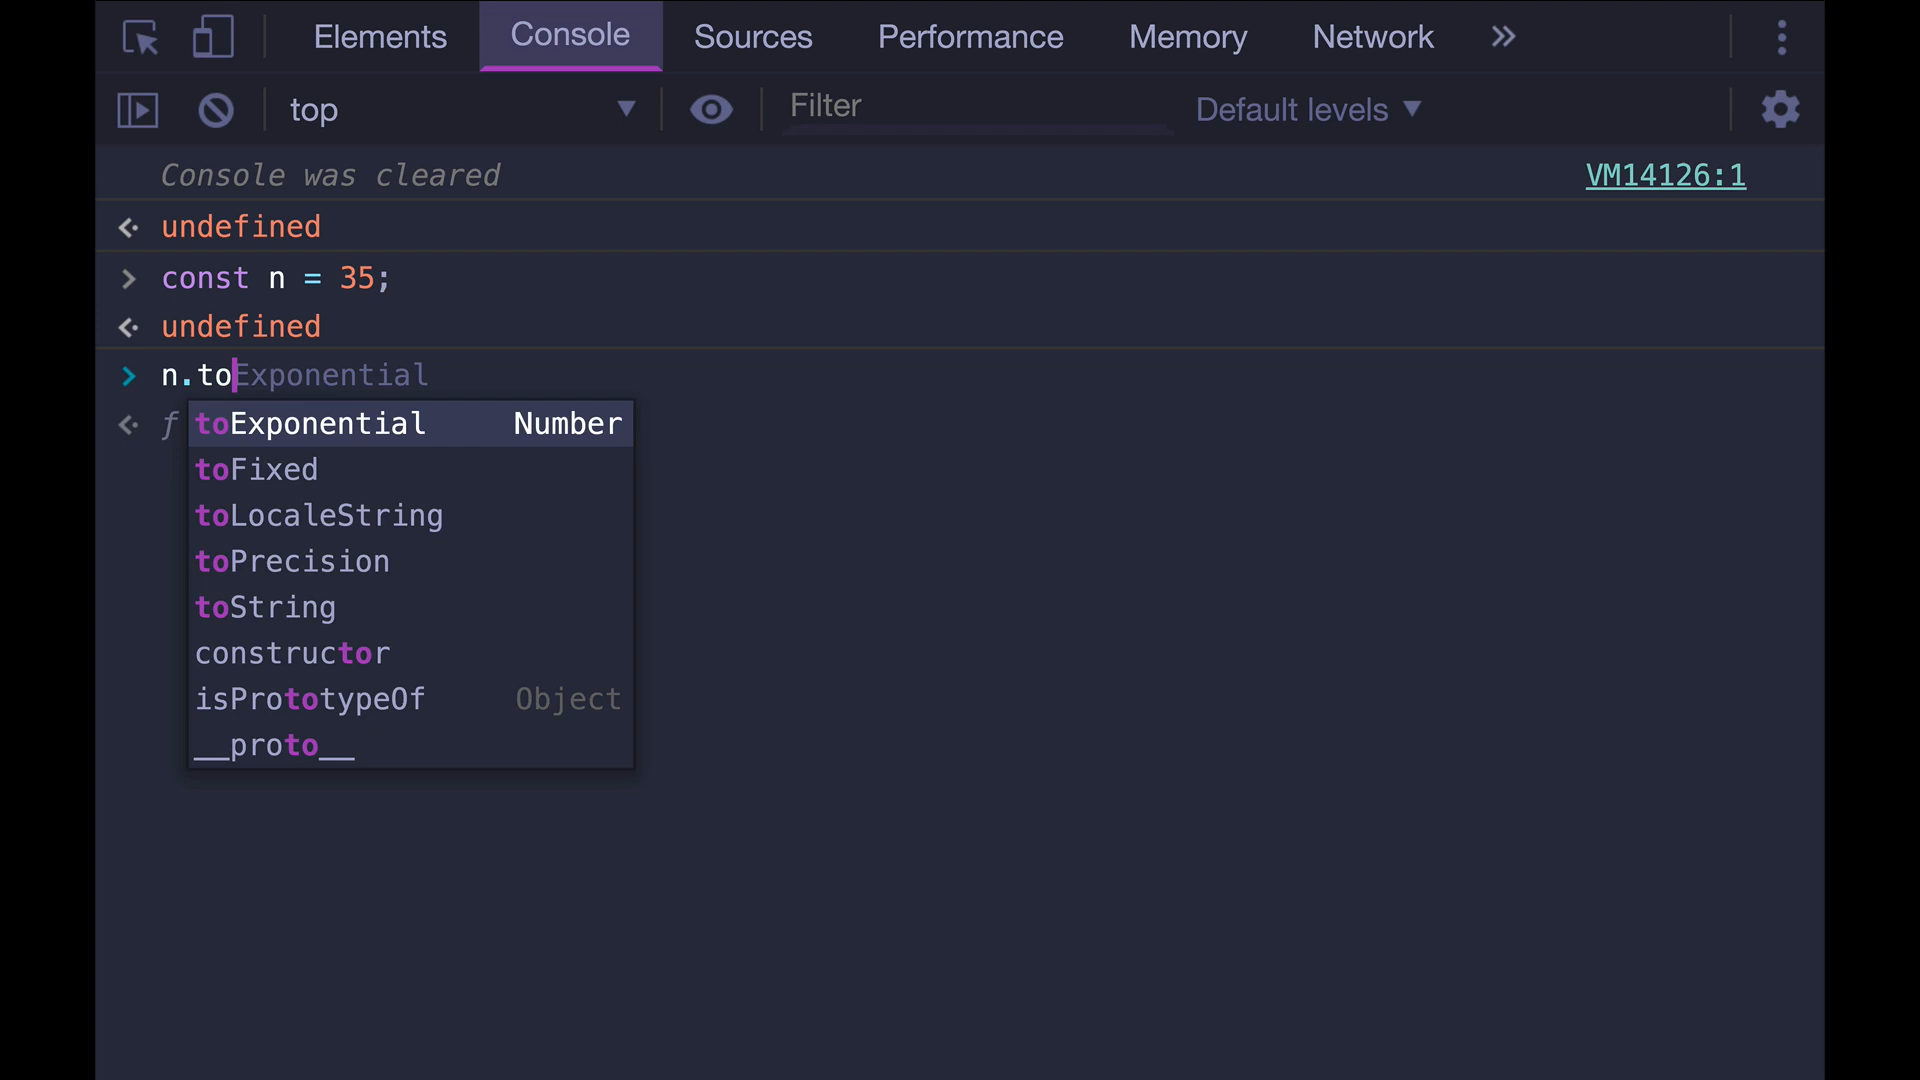 Elements Console Sources Performance Memory Network
top Filter Default levels
Console was cleared VM14126:1
undefined
const n = 35;
undefined
n.toExponential
f
toExponential Number
toFixed
toLocaleString
toPrecision
toString
constructor
isPrototypeOf Object
__proto__